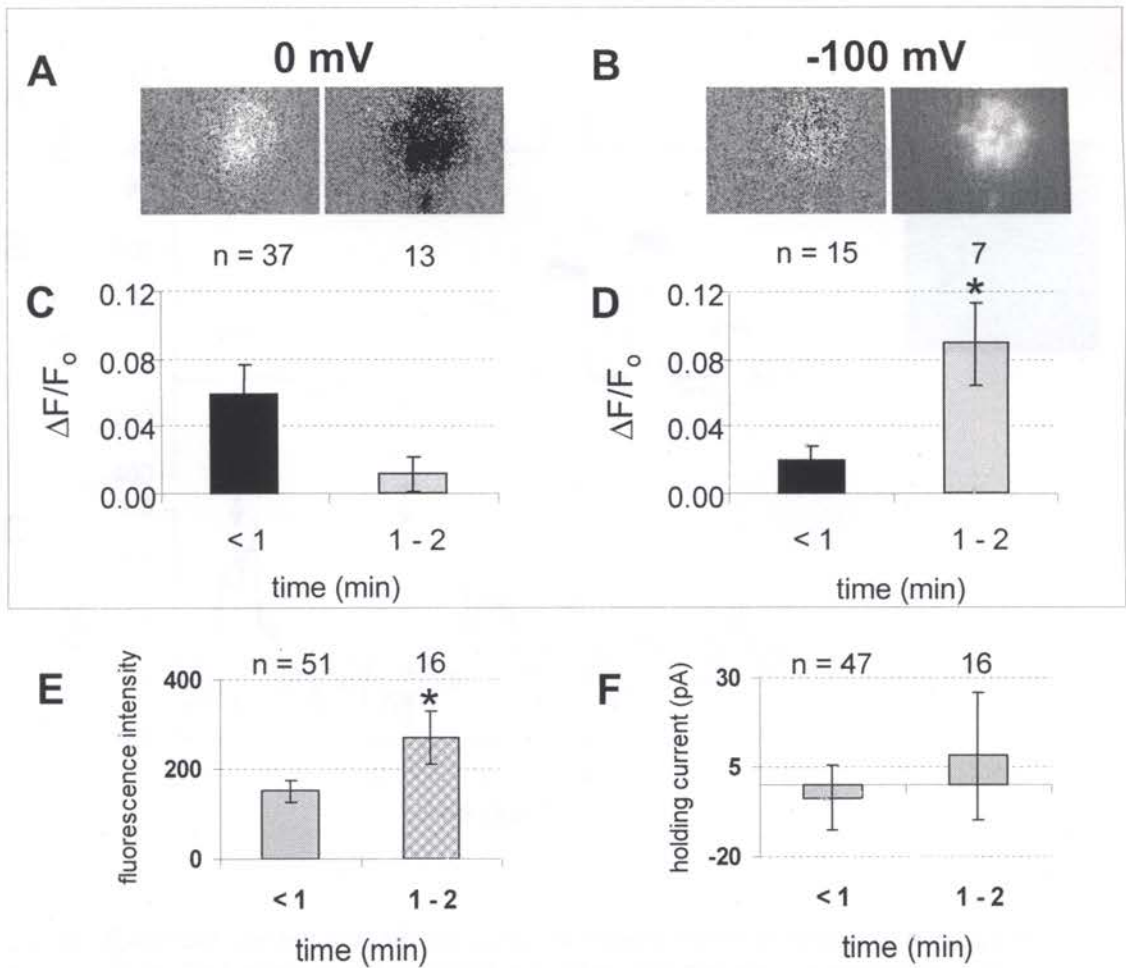 A
0 mV
B
-100 mV
n = 37
13
n = 15
7
*
C
0.12
0.08
0.04
0.00
ΔF/Fo
< 1
1 - 2
time (min)
D
0.12
0.08
0.04
0.00
ΔF/Fo
< 1
1 - 2
time (min)
E
n = 51
16
*
400
200
0
fluorescence intensity
< 1
1 - 2
time (min)
F
n = 47
16
30
5
-20
holding current (pA)
< 1
1 - 2
time (min)